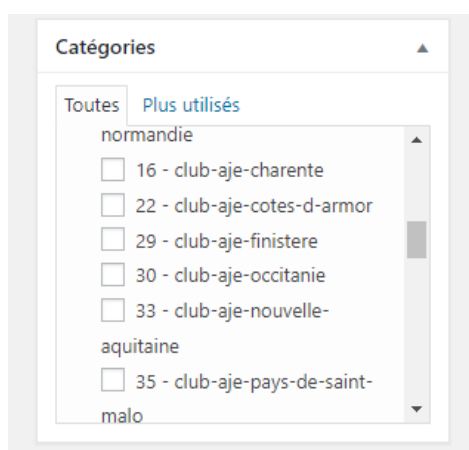 Catégories
Toutes Plus utilisés
normandie
16 - club-aje-charente
22 - club-aje-cotes-d-armor
29 - club-aje-finistere
30 - club-aje-occitanie
33 - club-aje-nouvelle-
aquitaine
35 - club-aje-pays-de-saint-
malo